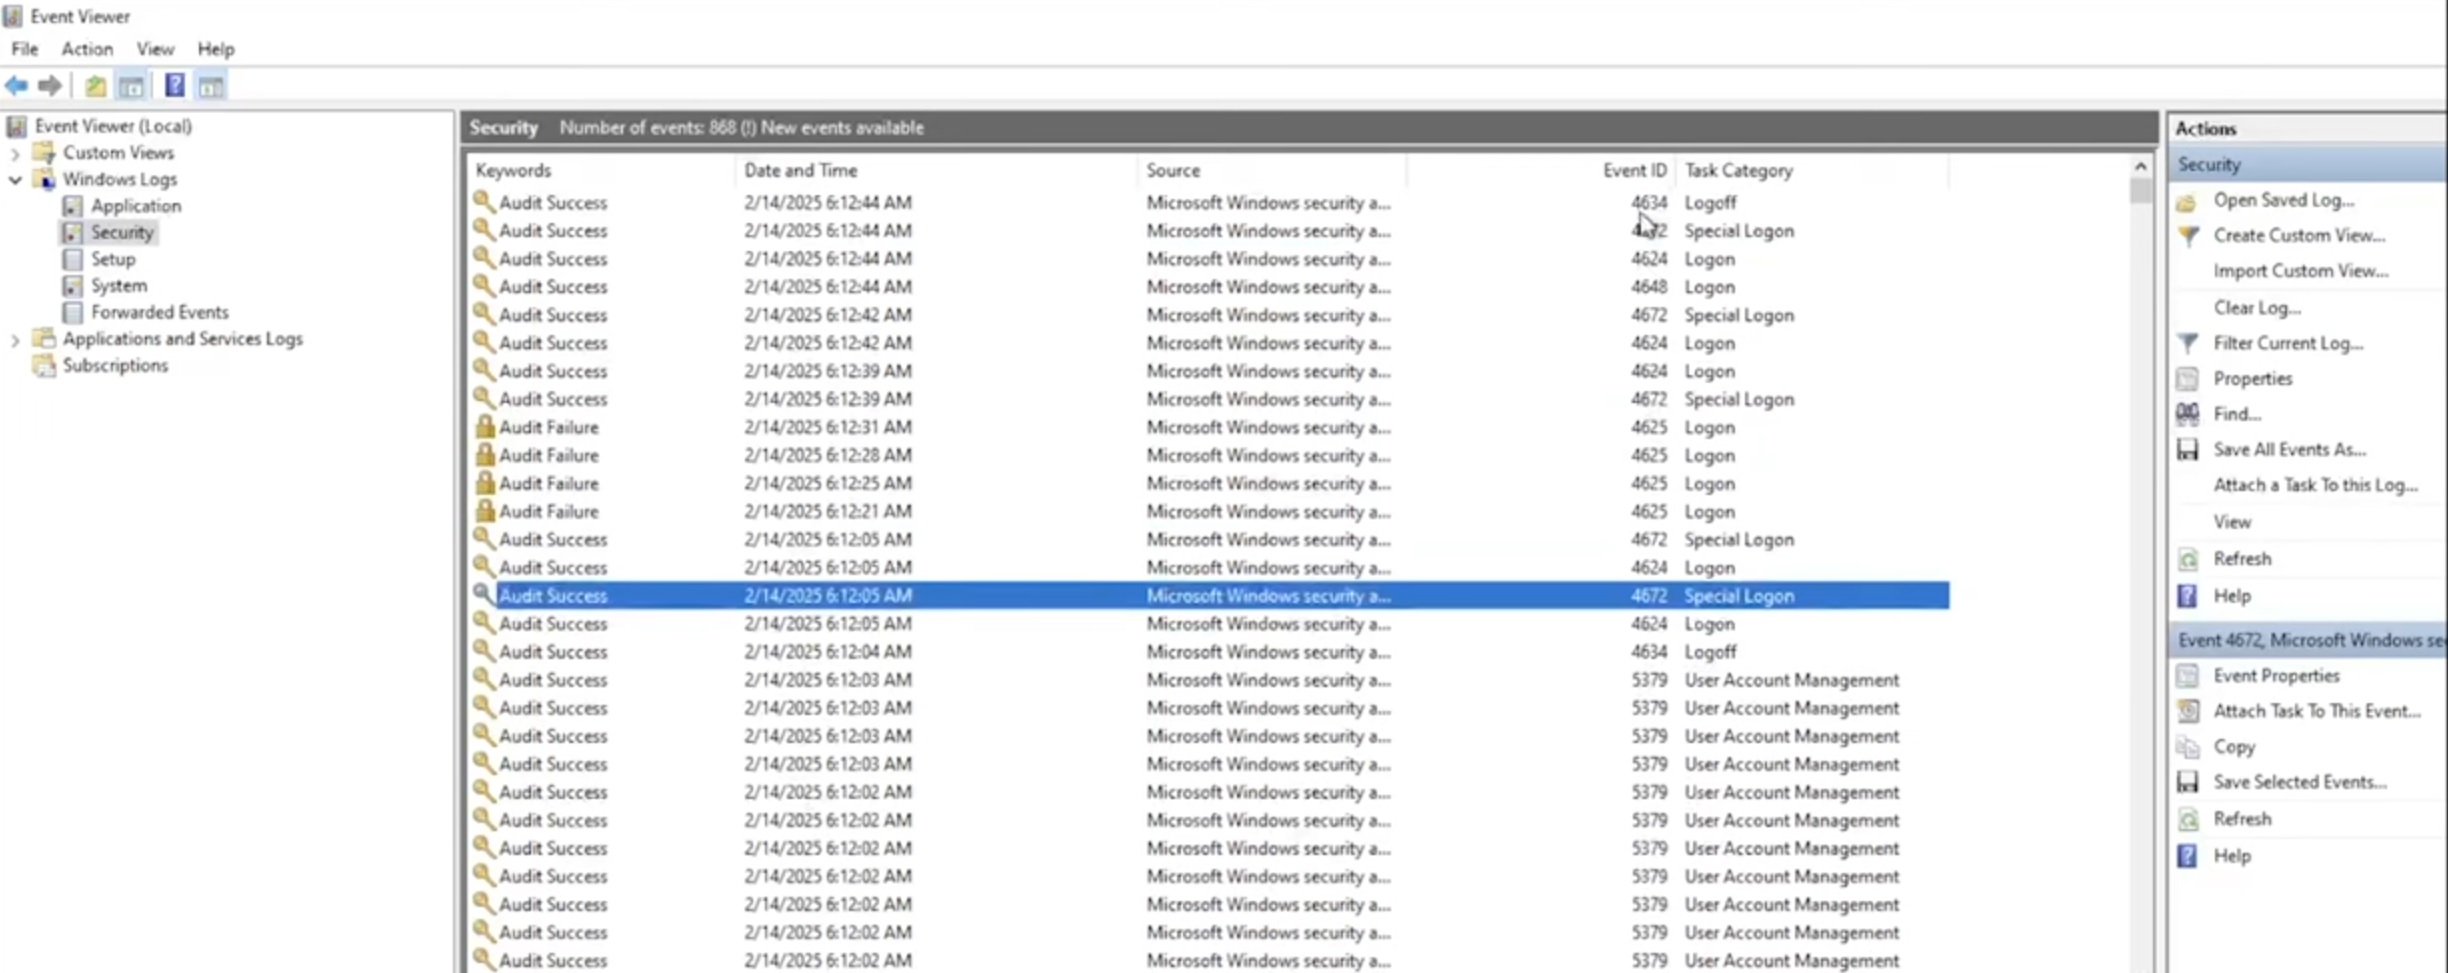 Event Viewer
File Action View Help
Event Viewer (Local)
Custom Views
Windows Logs
Application
Security
Setup
System
Forwarded Events
Applications and Services Logs
Subscriptions
Security Number of events: 868 (!) New events available
Keywords Date and Time Source Event ID Task Category
Audit Success 2/14/2025 6:12:44 AM Microsoft Windows security a... 4634 Logoff
Audit Success 2/14/2025 6:12:44 AM Microsoft Windows security a... Special Logon
Audit Success 2/14/2025 6:12:44 AM Microsoft Windows security a... 4624 Logon
Audit Success 2/14/2025 6:12:44 AM Microsoft Windows security a... 4648 Logon
Audit Success 2/14/2025 6:12:42 AM Microsoft Windows security a... 4672 Special Logon
Audit Success 2/14/2025 6:12:42 AM Microsoft Windows security a... 4624 Logon
Audit Success 2/14/2025 6:12:39 AM Microsoft Windows security a... 4624 Logon
Audit Success 2/14/2025 6:12:39 AM Microsoft Windows security a... 4672 Special Logon
Audit Failure 2/14/2025 6:12:31 AM Microsoft Windows security a... 4625 Logon
Audit Failure 2/14/2025 6:12:28 AM Microsoft Windows security a... 4625 Logon
Audit Failure 2/14/2025 6:12:25 AM Microsoft Windows security a... 4625 Logon
Audit Failure 2/14/2025 6:12:21 AM Microsoft Windows security a... 4625 Logon
Audit Success 2/14/2025 6:12:05 AM Microsoft Windows security a... 4672 Special Logon
Audit Success 2/14/2025 6:12:05 AM Microsoft Windows security a... 4624 Logon
Audit Success 2/14/2025 6:12:05 AM Microsoft Windows security a... 4672 Special Logon
Audit Success 2/14/2025 6:12:05 AM Microsoft Windows security a... 4624 Logon
Audit Success 2/14/2025 6:12:04 AM Microsoft Windows security a... 4634 Logoff
Audit Success 2/14/2025 6:12:03 AM Microsoft Windows security a... 5379 User Account Management
Audit Success 2/14/2025 6:12:03 AM Microsoft Windows security a... 5379 User Account Management
Audit Success 2/14/2025 6:12:03 AM Microsoft Windows security a... 5379 User Account Management
Audit Success 2/14/2025 6:12:03 AM Microsoft Windows security a... 5379 User Account Management
Audit Success 2/14/2025 6:12:02 AM Microsoft Windows security a... 5379 User Account Management
Audit Success 2/14/2025 6:12:02 AM Microsoft Windows security a... 5379 User Account Management
Audit Success 2/14/2025 6:12:02 AM Microsoft Windows security a... 5379 User Account Management
Audit Success 2/14/2025 6:12:02 AM Microsoft Windows security a... 5379 User Account Management
Audit Success 2/14/2025 6:12:02 AM Microsoft Windows security a... 5379 User Account Management
Audit Success 2/14/2025 6:12:02 AM Microsoft Windows security a... 5379 User Account Management
Audit Success 2/14/2025 6:12:02 AM Microsoft Windows security a... 5379 User Account Management
Actions
Security
Open Saved Log...
Create Custom View...
Import Custom View...
Clear Log...
Filter Current Log...
Properties
Find...
Save All Events As...
Attach a Task To this Log...
View
Refresh
Help
Event 4672, Microsoft Windows se
Event Properties
Attach Task To This Event...
Copy
Save Selected Events...
Refresh
Help